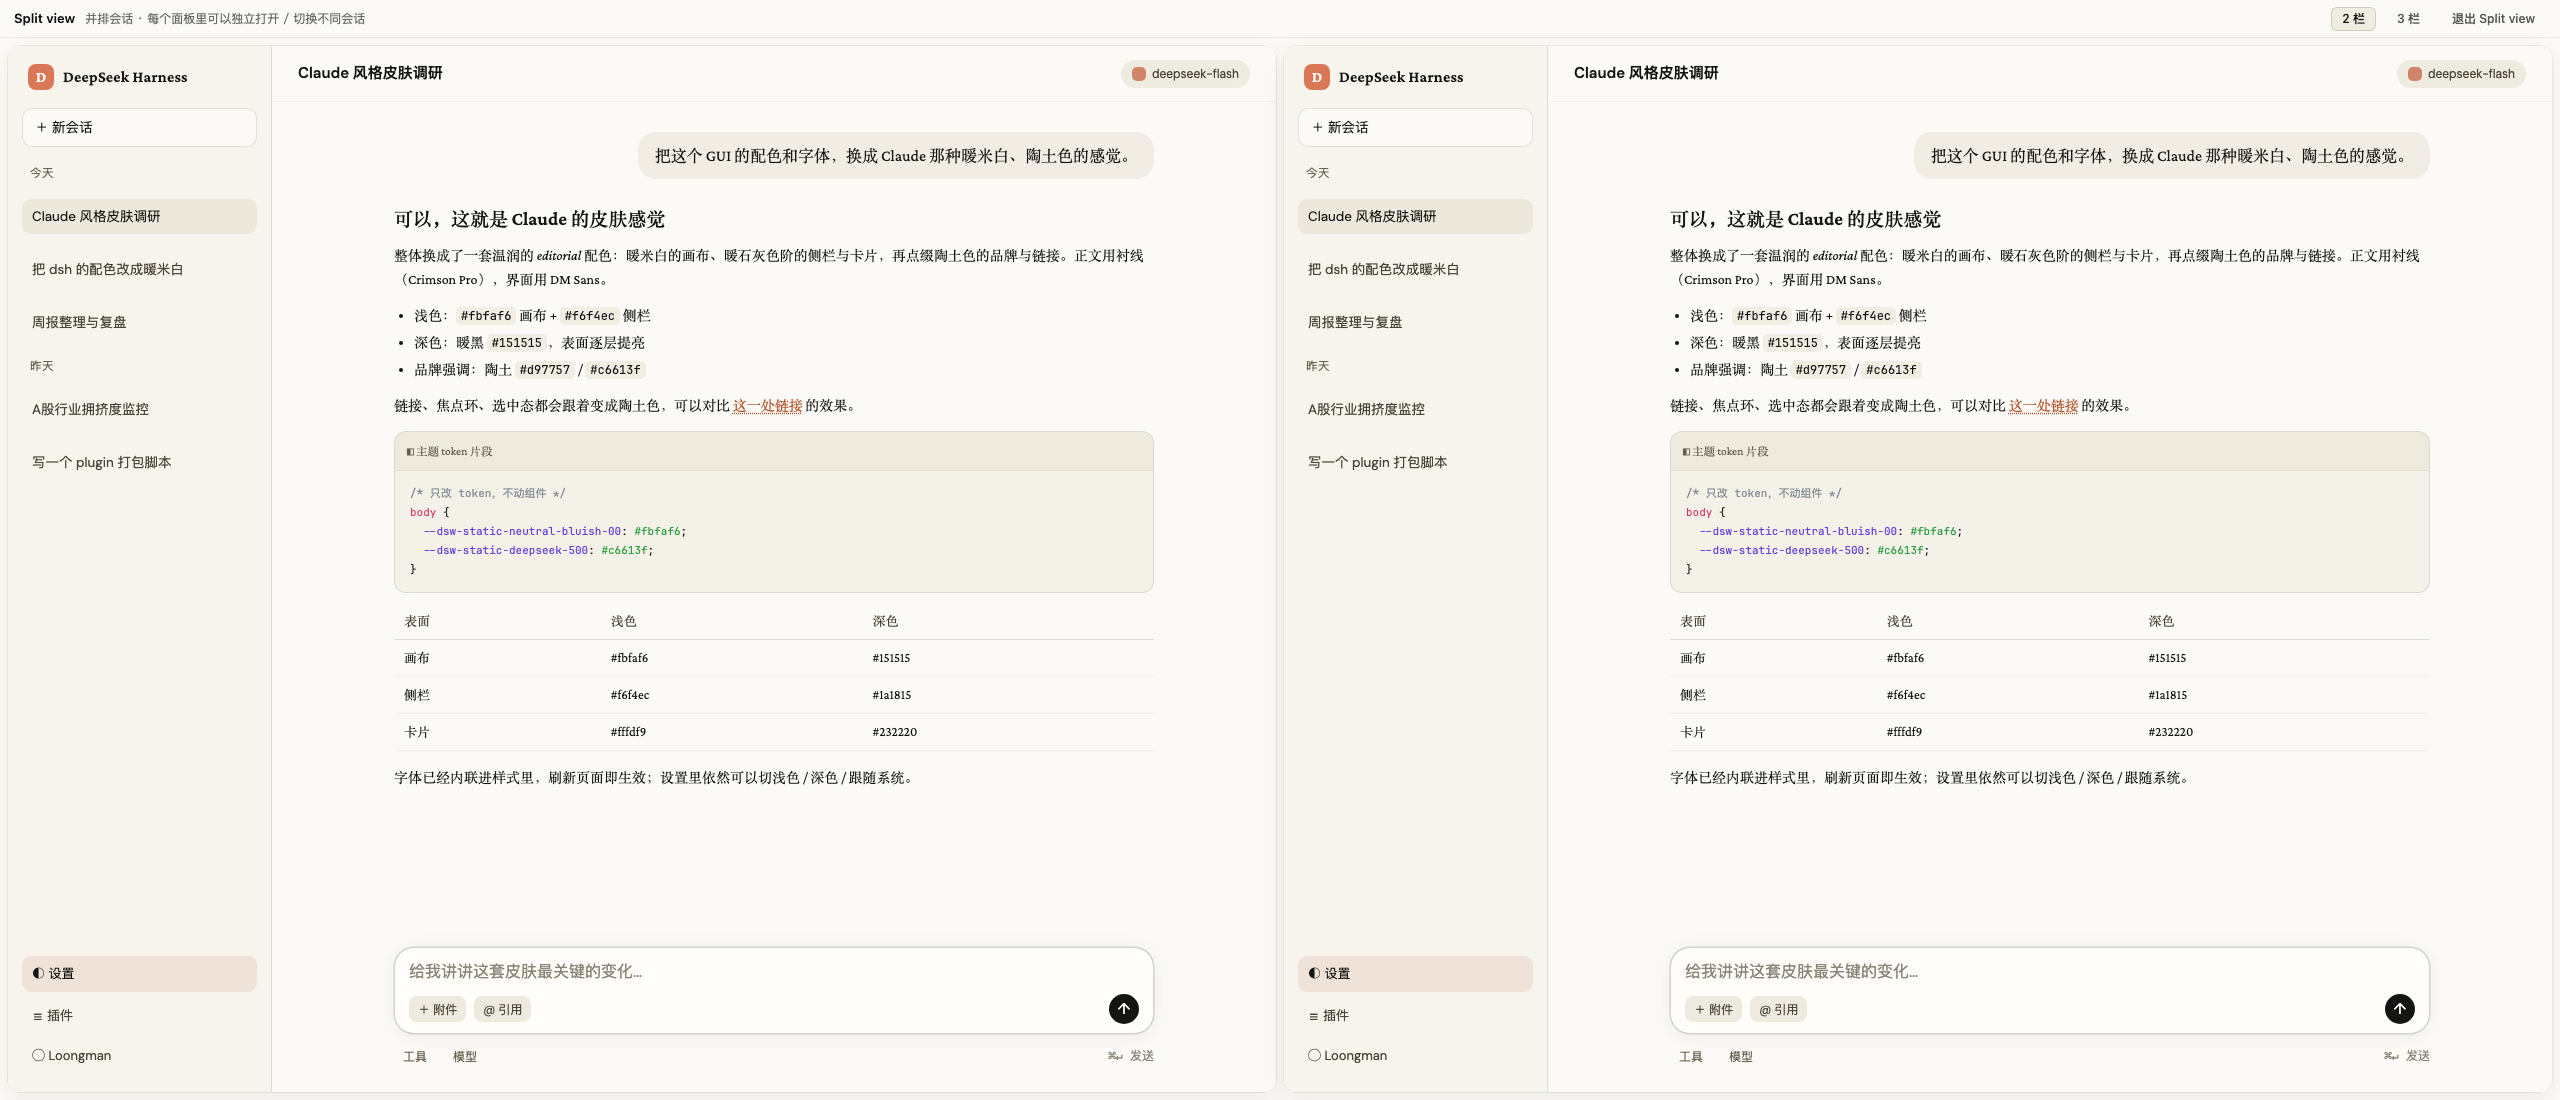 Split view 并排会话 · 每个面板里可以独立打开 / 切换不同会话
2 栏 3 栏 退出 Split view
D DeepSeek Harness
+ 新会话
今天
Claude 风格皮肤调研
把 dsh 的配色改成暖米白
周报整理与复盘
昨天
A股行业拥挤度监控
写一个 plugin 打包脚本
设置
插件
Loongman
Claude 风格皮肤调研
deepseek-flash
把这个 GUI 的配色和字体，换成 Claude 那种暖米白、陶土色的感觉。
可以，这就是 Claude 的皮肤感觉
整体换成了一套温润的 editorial 配色：暖米白的画布、暖石灰色阶的侧栏与卡片，再点缀陶土色的品牌与链接。正文用衬线
（Crimson Pro），界面用 DM Sans。
• 浅色：#fbfaf6 画布 + #f6f4ec 侧栏
• 深色：暖黑 #151515，表面逐层提亮
• 品牌强调：陶土 #d97757 / #c6613f
链接、焦点环、选中态都会跟着变成陶土色，可以对比 这一处链接 的效果。
主题 token 片段
/* 只改 token，不动组件 */
body {
--dsw-static-neutral-bluish-00: #fbfaf6;
--dsw-static-deepseek-500: #c6613f;
}
表面 浅色 深色
画布 #fbfaf6 #151515
侧栏 #f6f4ec #1a1815
卡片 #fffdf9 #232220
字体已经内联进样式里，刷新页面即生效；设置里依然可以切浅色 / 深色 / 跟随系统。
给我讲讲这套皮肤最关键的变化...
+ 附件 @ 引用
工具 模型 ⌘↵ 发送
D DeepSeek Harness
+ 新会话
今天
Claude 风格皮肤调研
把 dsh 的配色改成暖米白
周报整理与复盘
昨天
A股行业拥挤度监控
写一个 plugin 打包脚本
设置
插件
Loongman
Claude 风格皮肤调研
deepseek-flash
把这个 GUI 的配色和字体，换成 Claude 那种暖米白、陶土色的感觉。
可以，这就是 Claude 的皮肤感觉
整体换成了一套温润的 editorial 配色：暖米白的画布、暖石灰色阶的侧栏与卡片，再点缀陶土色的品牌与链接。正文用衬线
（Crimson Pro），界面用 DM Sans。
• 浅色：#fbfaf6 画布 + #f6f4ec 侧栏
• 深色：暖黑 #151515，表面逐层提亮
• 品牌强调：陶土 #d97757 / #c6613f
链接、焦点环、选中态都会跟着变成陶土色，可以对比 这一处链接 的效果。
主题 token 片段
/* 只改 token，不动组件 */
body {
--dsw-static-neutral-bluish-00: #fbfaf6;
--dsw-static-deepseek-500: #c6613f;
}
表面 浅色 深色
画布 #fbfaf6 #151515
侧栏 #f6f4ec #1a1815
卡片 #fffdf9 #232220
字体已经内联进样式里，刷新页面即生效；设置里依然可以切浅色 / 深色 / 跟随系统。
给我讲讲这套皮肤最关键的变化...
+ 附件 @ 引用
工具 模型 ⌘↵ 发送